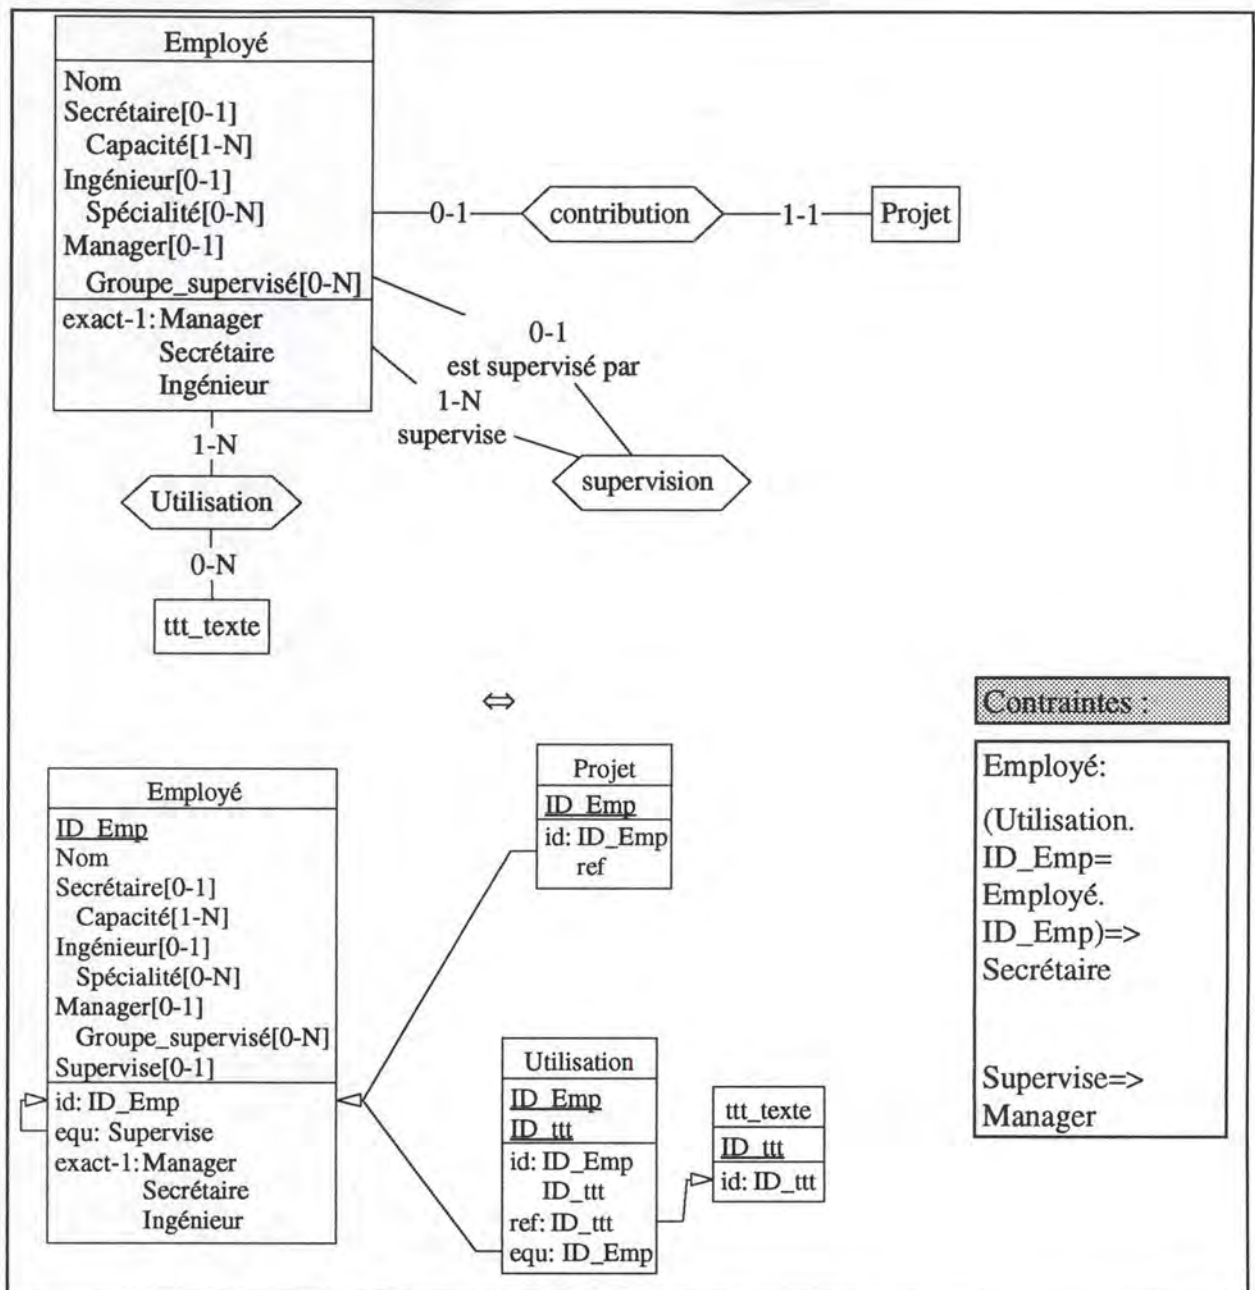 Employé
Nom
Secrétaire[0-1]
Capacité[1-N]
Ingénieur[0-1]
Spécialité[0-N]
Manager[0-1]
Groupe_supervisé[0-N]
exact-1: Manager
Secrétaire
Ingénieur
0-1
contribution
1-1
Projet
0-1
est supervisé par
1-N
supervise
supervision
1-N
Utilisation
0-N
ttt_texte
⇔
Contraintes :
Employé:
(Utilisation.
ID_Emp=
Employé.
ID_Emp)=>
Secrétaire
Supervise=>
Manager
Employé
ID_Emp
Nom
Secrétaire[0-1]
Capacité[1-N]
Ingénieur[0-1]
Spécialité[0-N]
Manager[0-1]
Groupe_supervisé[0-N]
Supervise[0-1]
id: ID_Emp
equ: Supervise
exact-1: Manager
Secrétaire
Ingénieur
Projet
ID_Emp
id: ID_Emp
ref
Utilisation
ID_Emp
ID_ttt
id: ID_Emp
ID_ttt
ref: ID_ttt
equ: ID_Emp
ttt_texte
ID_ttt
id: ID_ttt